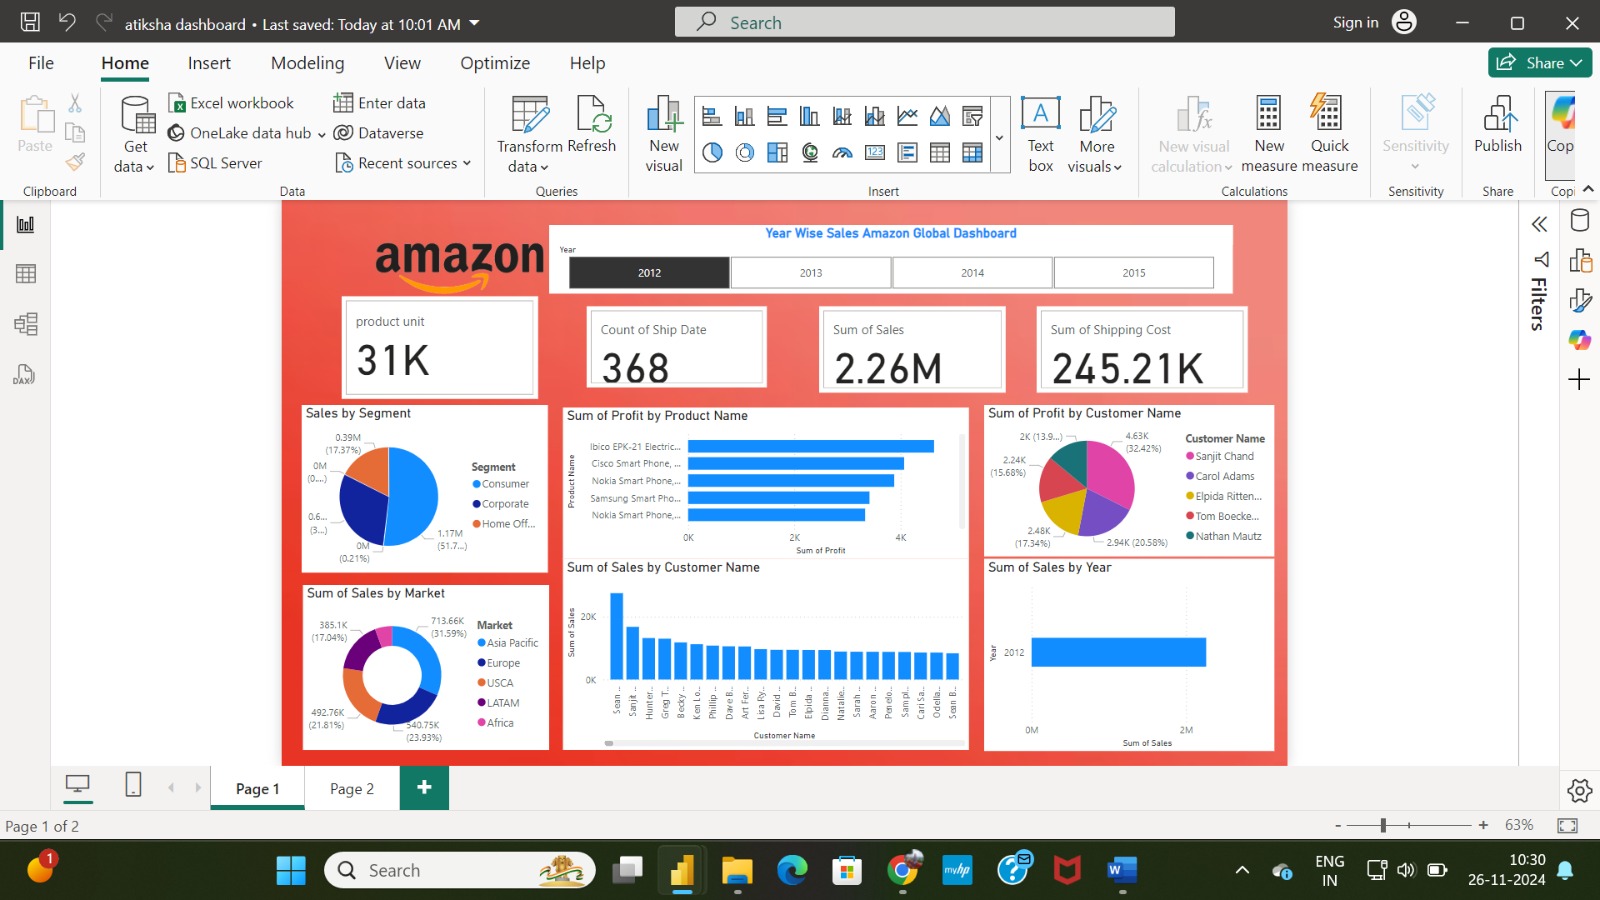 atiksha dashboard • Last saved: Today at 10:01 AM
Search
Sign in
File Home Insert Modeling View Optimize Help
Share
Paste
Get data
Excel workbook
OneLake data hub
SQL Server
Enter data
Dataverse
Recent sources
Transform data
Refresh
New visual
Text box
More visuals
New visual calculation
New measure
Quick measure
Sensitivity
Publish
Cop
Clipboard Data Queries Insert Calculations Sensitivity Share Copi
amazon
Year Wise Sales Amazon Global Dashboard
Year
2012 2013 2014 2015
product unit
31K
Count of Ship Date
368
Sum of Sales
2.26M
Sum of Shipping Cost
245.21K
Filters
DAX
Sales by Segment
0.39M
(17.37%)
0M
(0....)
0.6...
(3...)
0M
(0.21%)
1.17M
(51.7...)
Segment
Consumer
Corporate
Home Off...
Sum of Profit by Product Name
Product Name
Ibico EPK-21 Electric...
Cisco Smart Phone, ...
Nokia Smart Phone,...
Samsung Smart Pho...
Nokia Smart Phone,...
0K 2K 4K
Sum of Profit
Sum of Profit by Customer Name
2K (13.9...)
4.63K
(32.42%)
2.24K
(15.68%)
2.48K
(17.34%)
2.94K (20.58%)
Customer Name
Sanjit Chand
Carol Adams
Elpida Ritten...
Tom Boecke...
Nathan Mautz
Sum of Sales by Market
385.1K
(17.04%)
713.66K
(31.59%)
492.76K
(21.81%)
540.75K
(23.93%)
Market
Asia Pacific
Europe
USCA
LATAM
Africa
Sum of Sales by Customer Name
Sum of Sales
20K
0K
Sean ...
Sanjit ...
Hunter...
Greg T...
Becky ...
Ken Lo...
Phillip ...
Dave B...
Art Fer...
Lisa Ry...
David ...
Tom B...
Elpida ...
Dianna...
Natalie...
Sarah ...
Aaron ...
Penelo...
Sampl...
Cari Sa...
Odella...
Sean B...
Customer Name
Sum of Sales by Year
Year
2012
0M 2M
Sum of Sales
Page 1 Page 2 +
Page 1 of 2
- + 63%
1
Search
myhp
ENG
IN
10:30
26-11-2024